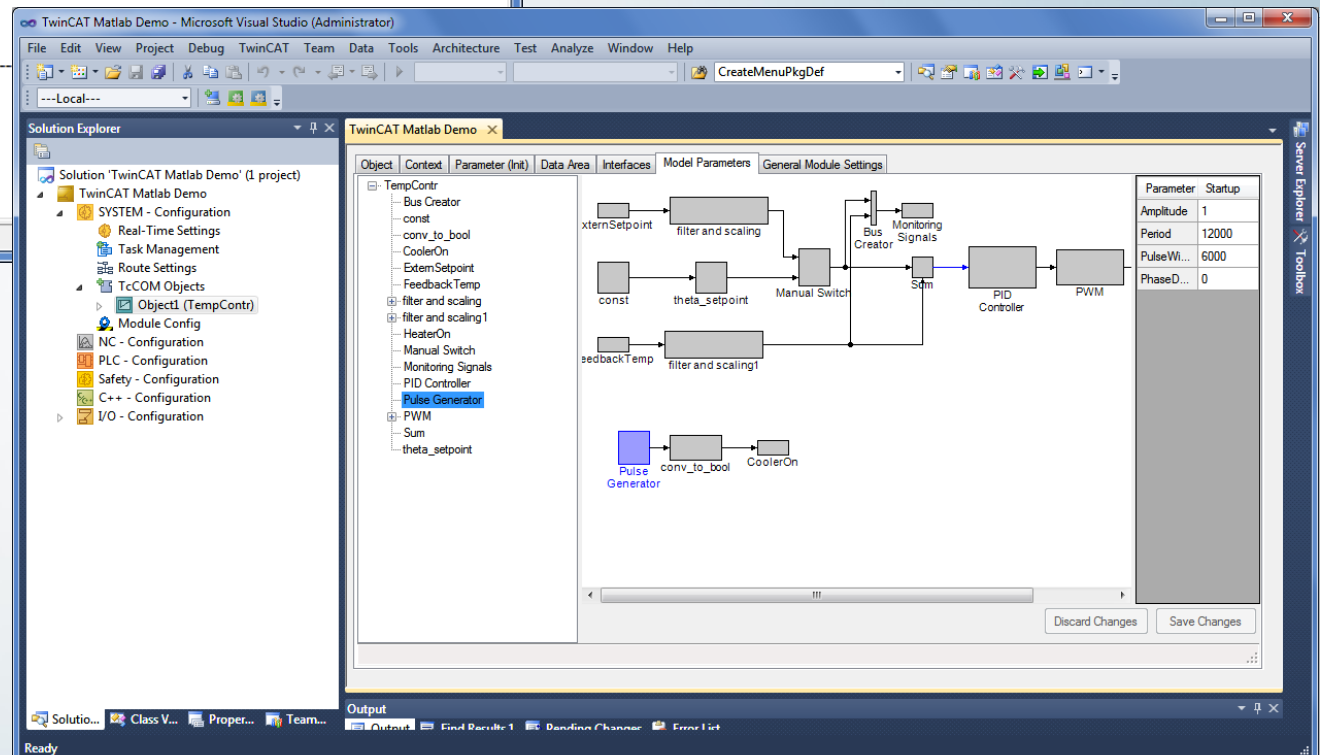 TwinCAT Matlab Demo - Microsoft Visual Studio (Administrator)
File Edit View Project Debug TwinCAT Team Data Tools Architecture Test Analyze Window Help
CreateMenuPkgDef
---Local---
Solution Explorer
TwinCAT Matlab Demo
Server Explorer
Toolbox
Solution 'TwinCAT Matlab Demo' (1 project)
TwinCAT Matlab Demo
SYSTEM - Configuration
Real-Time Settings
Task Management
Route Settings
TcCOM Objects
Object1 (TempContr)
Module Config
NC - Configuration
PLC - Configuration
Safety - Configuration
C++ - Configuration
I/O - Configuration
Object Context Parameter (Init) Data Area Interfaces Model Parameters General Module Settings
TempContr
Bus Creator
const
conv_to_bool
CoolerOn
ExternSetpoint
FeedbackTemp
filter and scaling
filter and scaling1
HeaterOn
Manual Switch
Monitoring Signals
PID Controller
Pulse Generator
PWM
Sum
theta_setpoint
xternSetpoint
filter and scaling
Bus
Creator
Monitoring
Signals
const
theta_setpoint
Manual Switch
Sum
PID
Controller
PWM
eedbackTemp
filter and scaling1
Pulse
Generator
conv_to_bool
CoolerOn
Parameter Startup
Amplitude 1
Period 12000
PulseWi... 6000
PhaseD... 0
Discard Changes Save Changes
Solutio... Class V... Proper... Team...
Output
Output Find Results 1 Pending Changes Error List
Ready